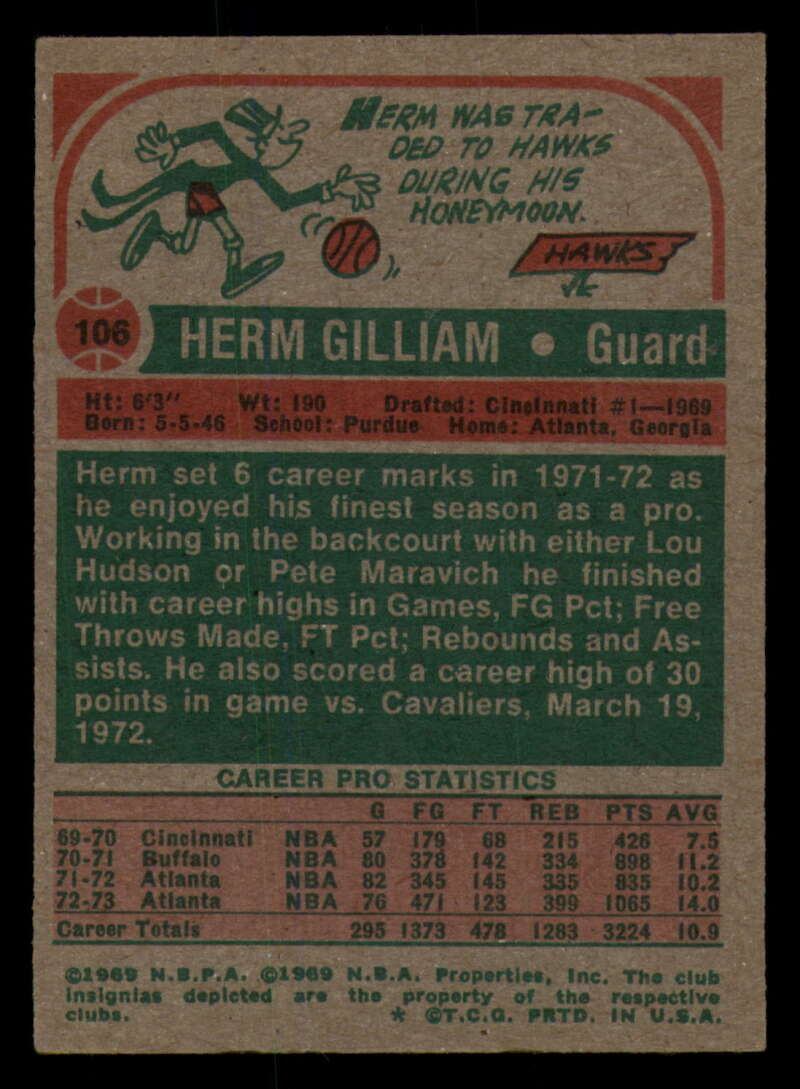 HERM WAS TRA-
DED TO HAWKS
DURING HIS
HONEYMOON.
HAWKS
106
HERM GILLIAM • Guard
Ht: 6'3" Wt: 190 Drafted: Cincinnati #1—1969
Born: 5-5-46 School: Purdue Home: Atlanta, Georgia
Herm set 6 career marks in 1971-72 as
he enjoyed his finest season as a pro.
Working in the backcourt with either Lou
Hudson or Pete Maravich he finished
with career highs in Games, FG Pct; Free
Throws Made, FT Pct; Rebounds and As-
sists. He also scored a career high of 30
points in game vs. Cavaliers, March 19,
1972.
CAREER PRO STATISTICS
G FG FT REB PTS AVG
69-70 Cincinnati NBA 57 179 68 215 426 7.5
70-71 Buffalo NBA 80 378 142 334 898 11.2
71-72 Atlanta NBA 82 345 145 335 835 10.2
72-73 Atlanta NBA 76 471 123 399 1065 14.0
Career Totals 295 1373 478 1283 3224 10.9
©1969 N.B.P.A. ©1969 N.B.A. Properties, Inc. The club
insignias depicted are the property of the respective
clubs. * ©T.C.G. PRTD. IN U.S.A.